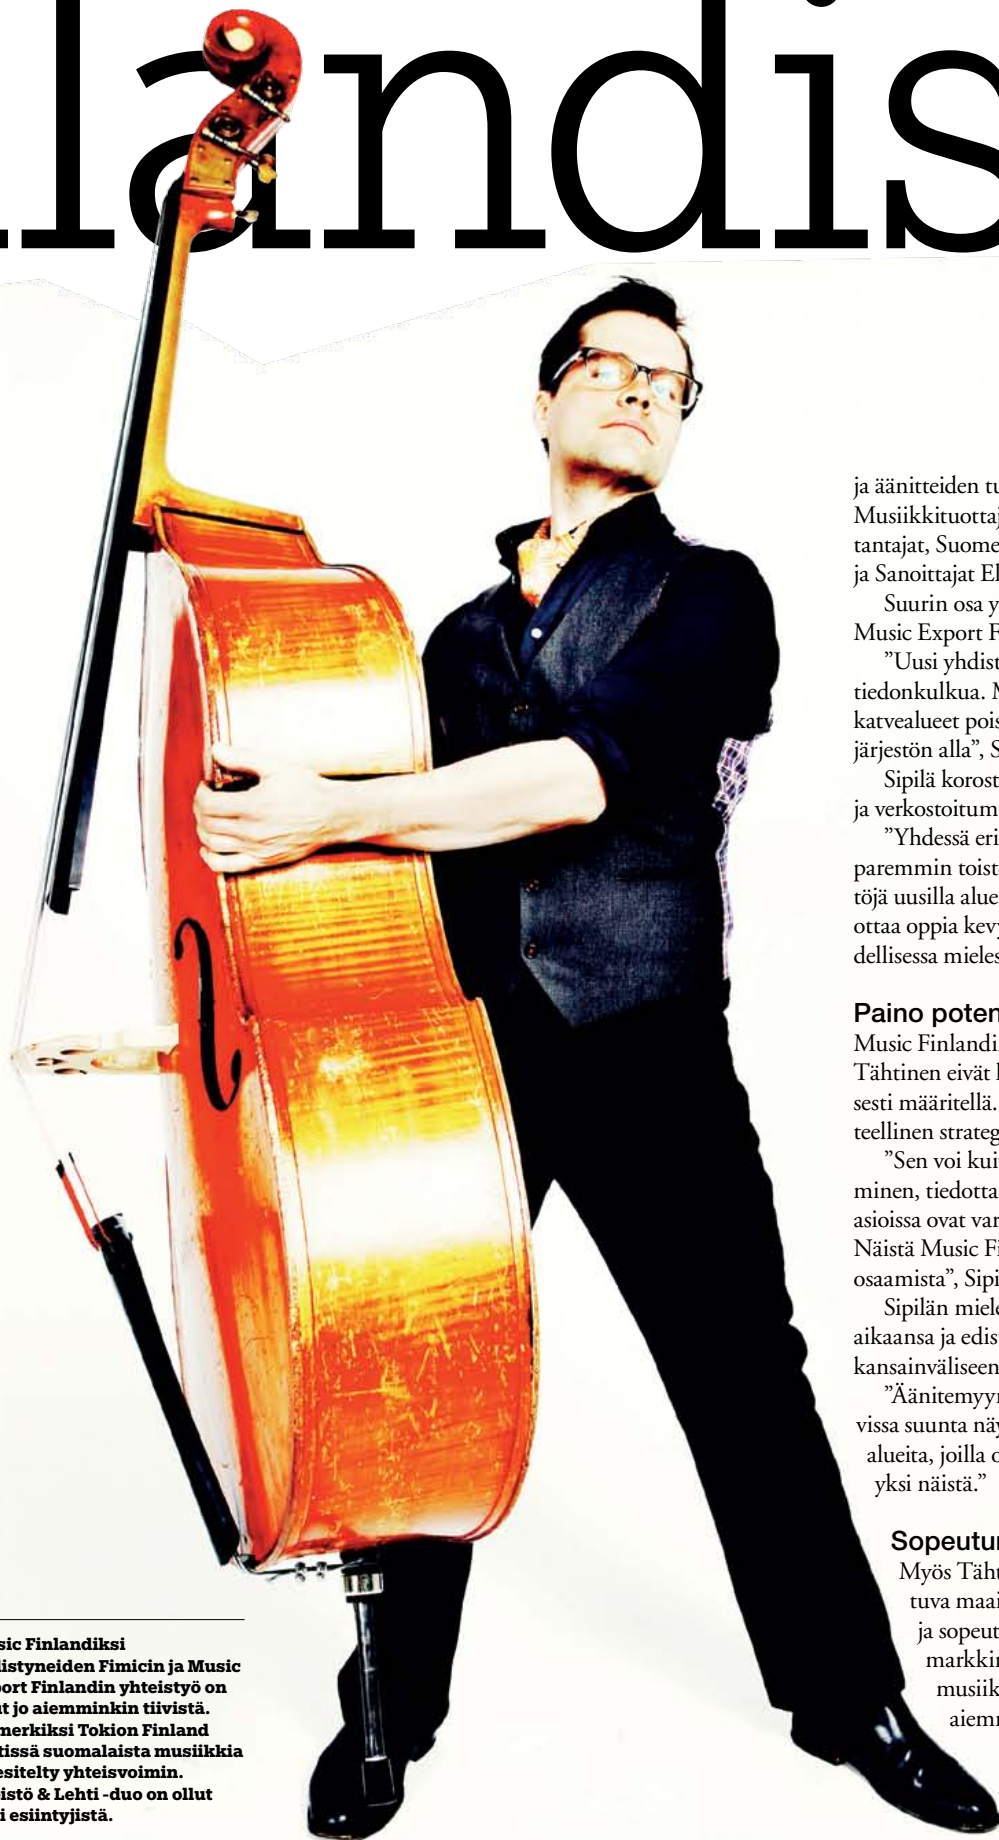 landis
ja äänitteiden tu
Musiikkituottaj
tantajat, Suome
ja Sanoittajat El
Suurin osa y
Music Export F
”Uusi yhdist
tiedonkulkua. M
katvealueet pois
järjestön alla”, S
Sipilä korost
ja verkostoitum
”Yhdessä eri
paremmin toist
töjä uusilla alue
ottaa oppia kevy
dellisessa mieles
Paino poten
Music Finlandi
Tähtinen eivät l
sesti määritellä.
teellinen strateg
”Sen voi kui
minen, tiedotta
asioissa ovat var
Näistä Music Fi
osaamista”, Sipi
Sipilän miele
aikaansa ja edis
kansainväliseen
”Äänitemyyr
vissa suunta näy
alueita, joilla o
yksi näistä.”
Sopeutu
Myös Täht
tuva maai
ja sopeut
markkin
musiik
aiemm
sic Finlandiksi
distyneiden Fimicin ja Music
port Finlandin yhteistyö on
ut jo aiemminkin tiivistä.
merkiksi Tokion Finland
tissä suomalaista musiikkia
esitelty yhteisvoimin.
istö & Lehti -duo on ollut
i esiintyjistä.